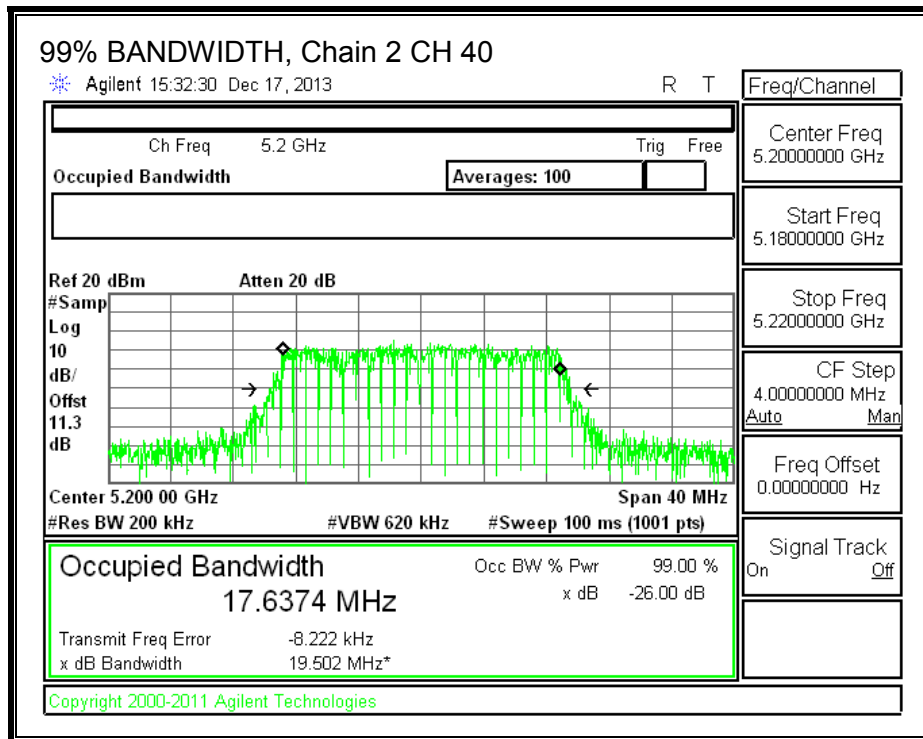 99% BANDWIDTH, Chain 2 CH 40
Agilent 15:32:30 Dec 17, 2013 R T
Freq/Channel
Ch Freq 5.2 GHz Trig Free
Occupied Bandwidth Averages: 100
Center Freq
5.20000000 GHz
Start Freq
5.18000000 GHz
Stop Freq
5.22000000 GHz
CF Step
4.00000000 MHz
Auto Man
Freq Offset
0.00000000 Hz
Signal Track
On Off
Ref 20 dBm Atten 20 dB
#Samp
Log
10
dB/
Offst
11.3
dB
Center 5.200 00 GHz Span 40 MHz
#Res BW 200 kHz #VBW 620 kHz #Sweep 100 ms (1001 pts)
Occupied Bandwidth Occ BW % Pwr 99.00 %
17.6374 MHz x dB -26.00 dB
Transmit Freq Error -8.222 kHz
x dB Bandwidth 19.502 MHz*
Copyright 2000-2011 Agilent Technologies